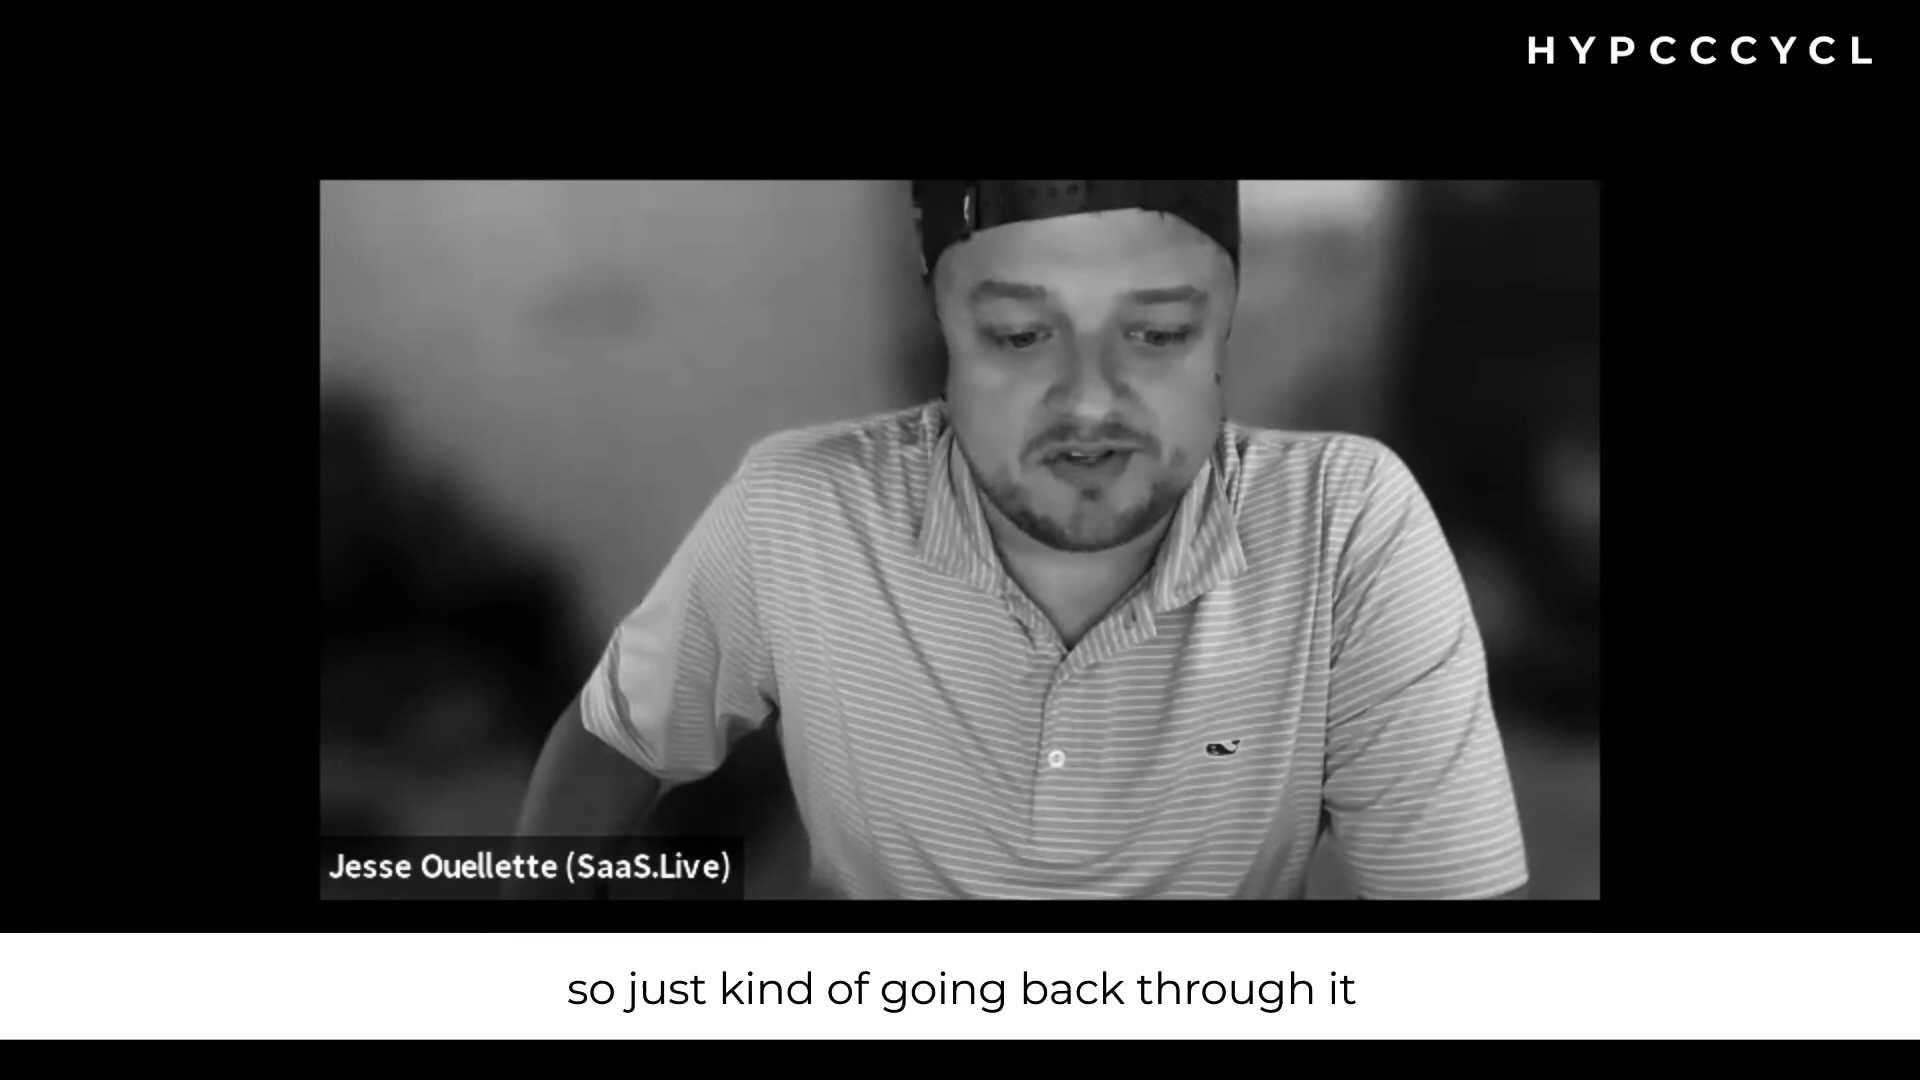 HYPCCCYCL
Jesse Ouellette (SaaS.Live)
so just kind of going back through it